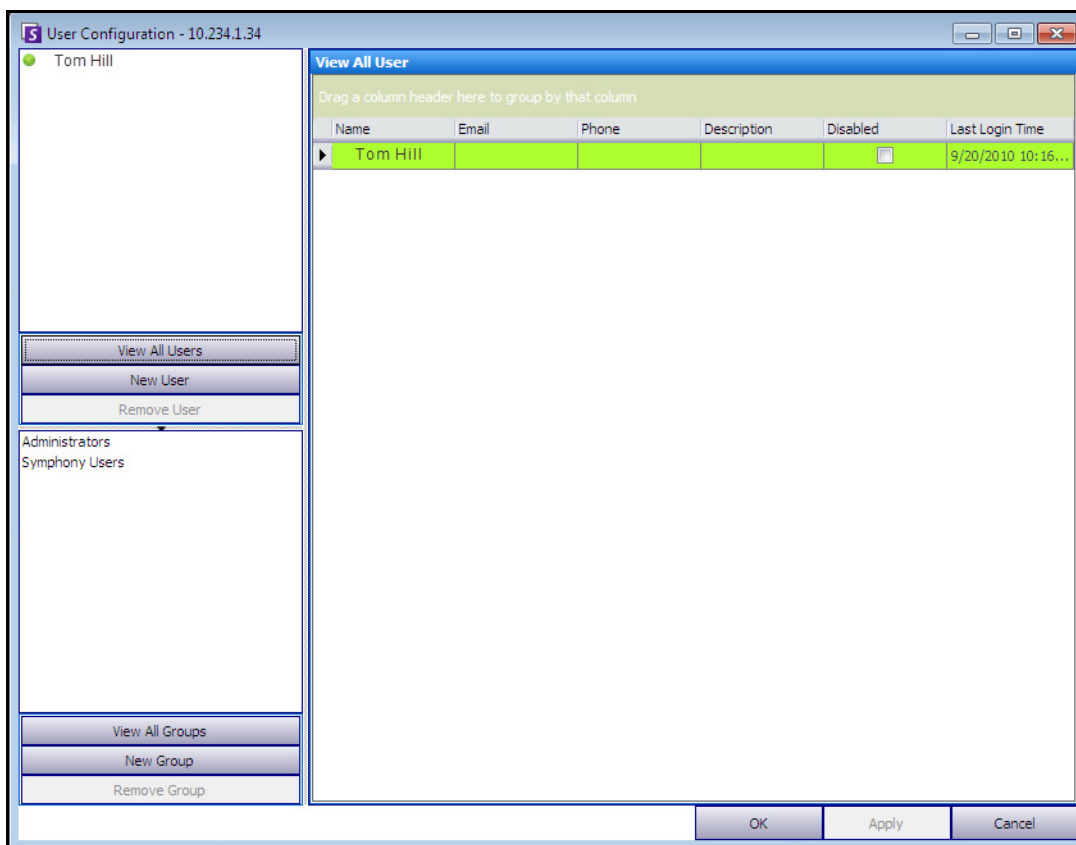 User Configuration - 10.234.1.34
Tom Hill
View All Users
New User
Remove User
Administrators
Symphony Users
View All Groups
New Group
Remove Group
View All User
Drag a column header here to group by that column
Name Email Phone Description Disabled Last Login Time
Tom Hill 9/20/2010 10:16...
OK Apply Cancel